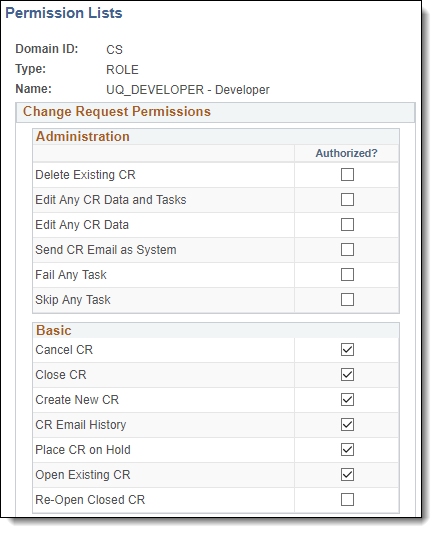 Permission Lists
Domain ID: CS
Type: ROLE
Name: UQ_DEVELOPER - Developer
Change Request Permissions
Administration
Authorized?
Delete Existing CR
Edit Any CR Data and Tasks
Edit Any CR Data
Send CR Email as System
Fail Any Task
Skip Any Task
Basic
Cancel CR
Close CR
Create New CR
CR Email History
Place CR on Hold
Open Existing CR
Re-Open Closed CR